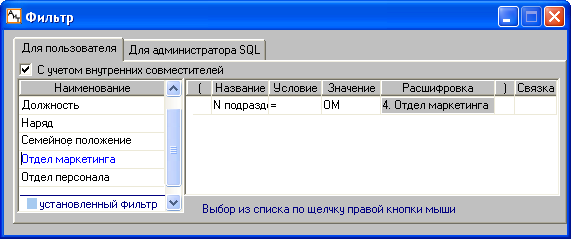 Фильтр
Для пользователя Для администратора SQL
С учетом внутренних совместителей
Наименование ( Название Условие Значение Расшифровка ) Связка
Должность N подразде = ОМ 4. Отдел маркетинга
Наряд
Семейное положение
Отдел маркетинга
Отдел персонала
установленный фильтр
Выбор из списка по щелчку правой кнопки мыши